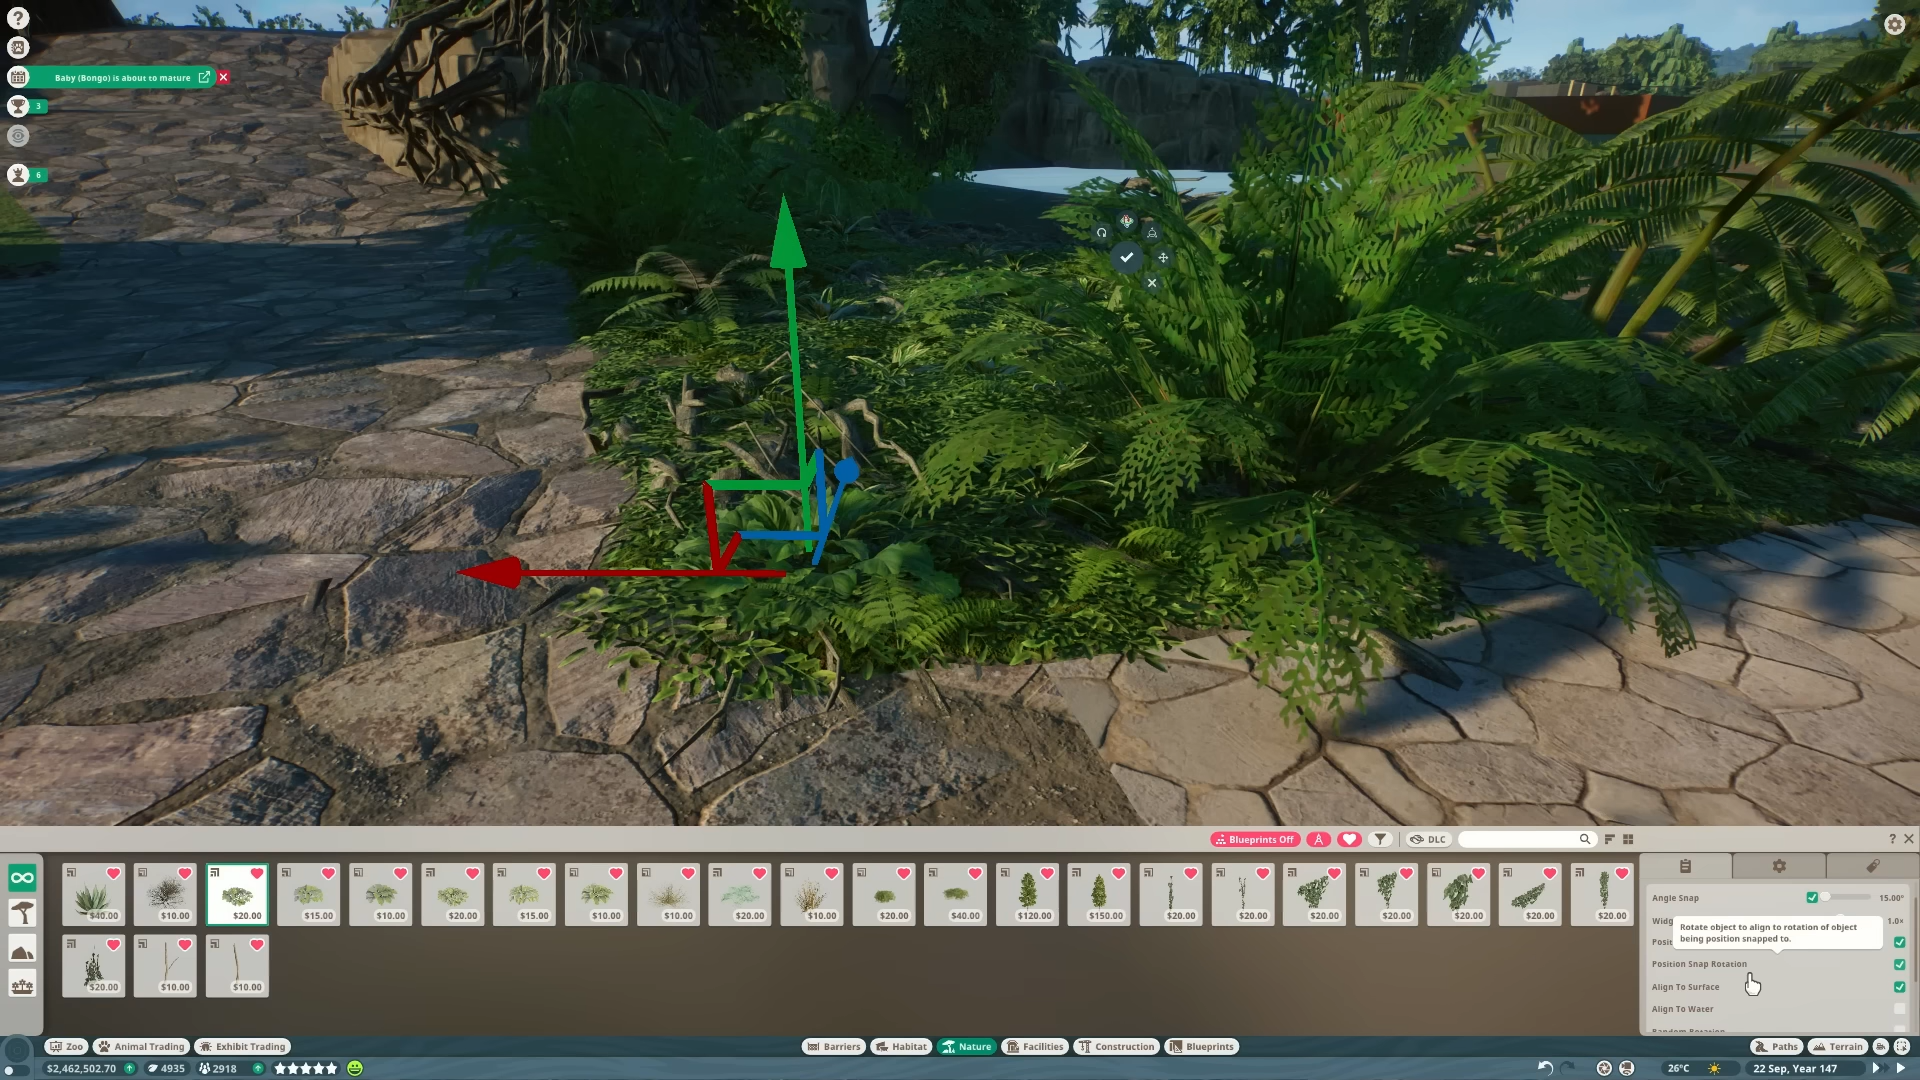 ?
Baby (Bongo) is about to mature
3
6
Blueprints Off
DLC
?
$40.00
$10.00
$20.00
$15.00
$10.00
$20.00
$15.00
$10.00
$10.00
$20.00
$10.00
$20.00
$40.00
$120.00
$150.00
$20.00
$20.00
$20.00
$20.00
$20.00
$20.00
$20.00
$20.00
$10.00
$10.00
Angle Snap
15.00°
1.0×
Rotate object to align to rotation of object
being position snapped to.
Position Snap Rotation
Align To Surface
Align To Water
Random Rotation
Zoo
Animal Trading
Exhibit Trading
Barriers
Habitat
Nature
Facilities
Construction
Blueprints
Paths
Terrain
$2,462,502.70
4935
2918
26°C
22 Sep, Year 147